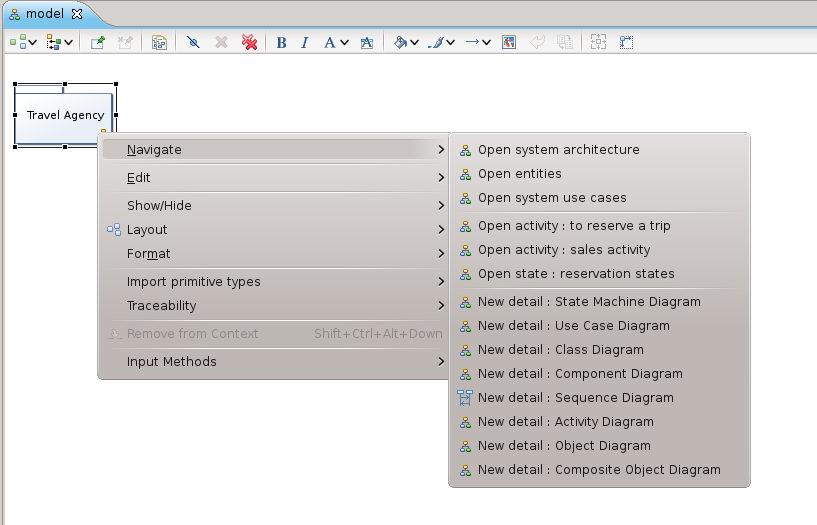 model
B I A A
Travel Agency
Navigate
Edit
Show/Hide
Layout
Format
Import primitive types
Traceability
Remove from Context Shift+Ctrl+Alt+Down
Input Methods
Open system architecture
Open entities
Open system use cases
Open activity : to reserve a trip
Open activity : sales activity
Open state : reservation states
New detail : State Machine Diagram
New detail : Use Case Diagram
New detail : Class Diagram
New detail : Component Diagram
New detail : Sequence Diagram
New detail : Activity Diagram
New detail : Object Diagram
New detail : Composite Object Diagram